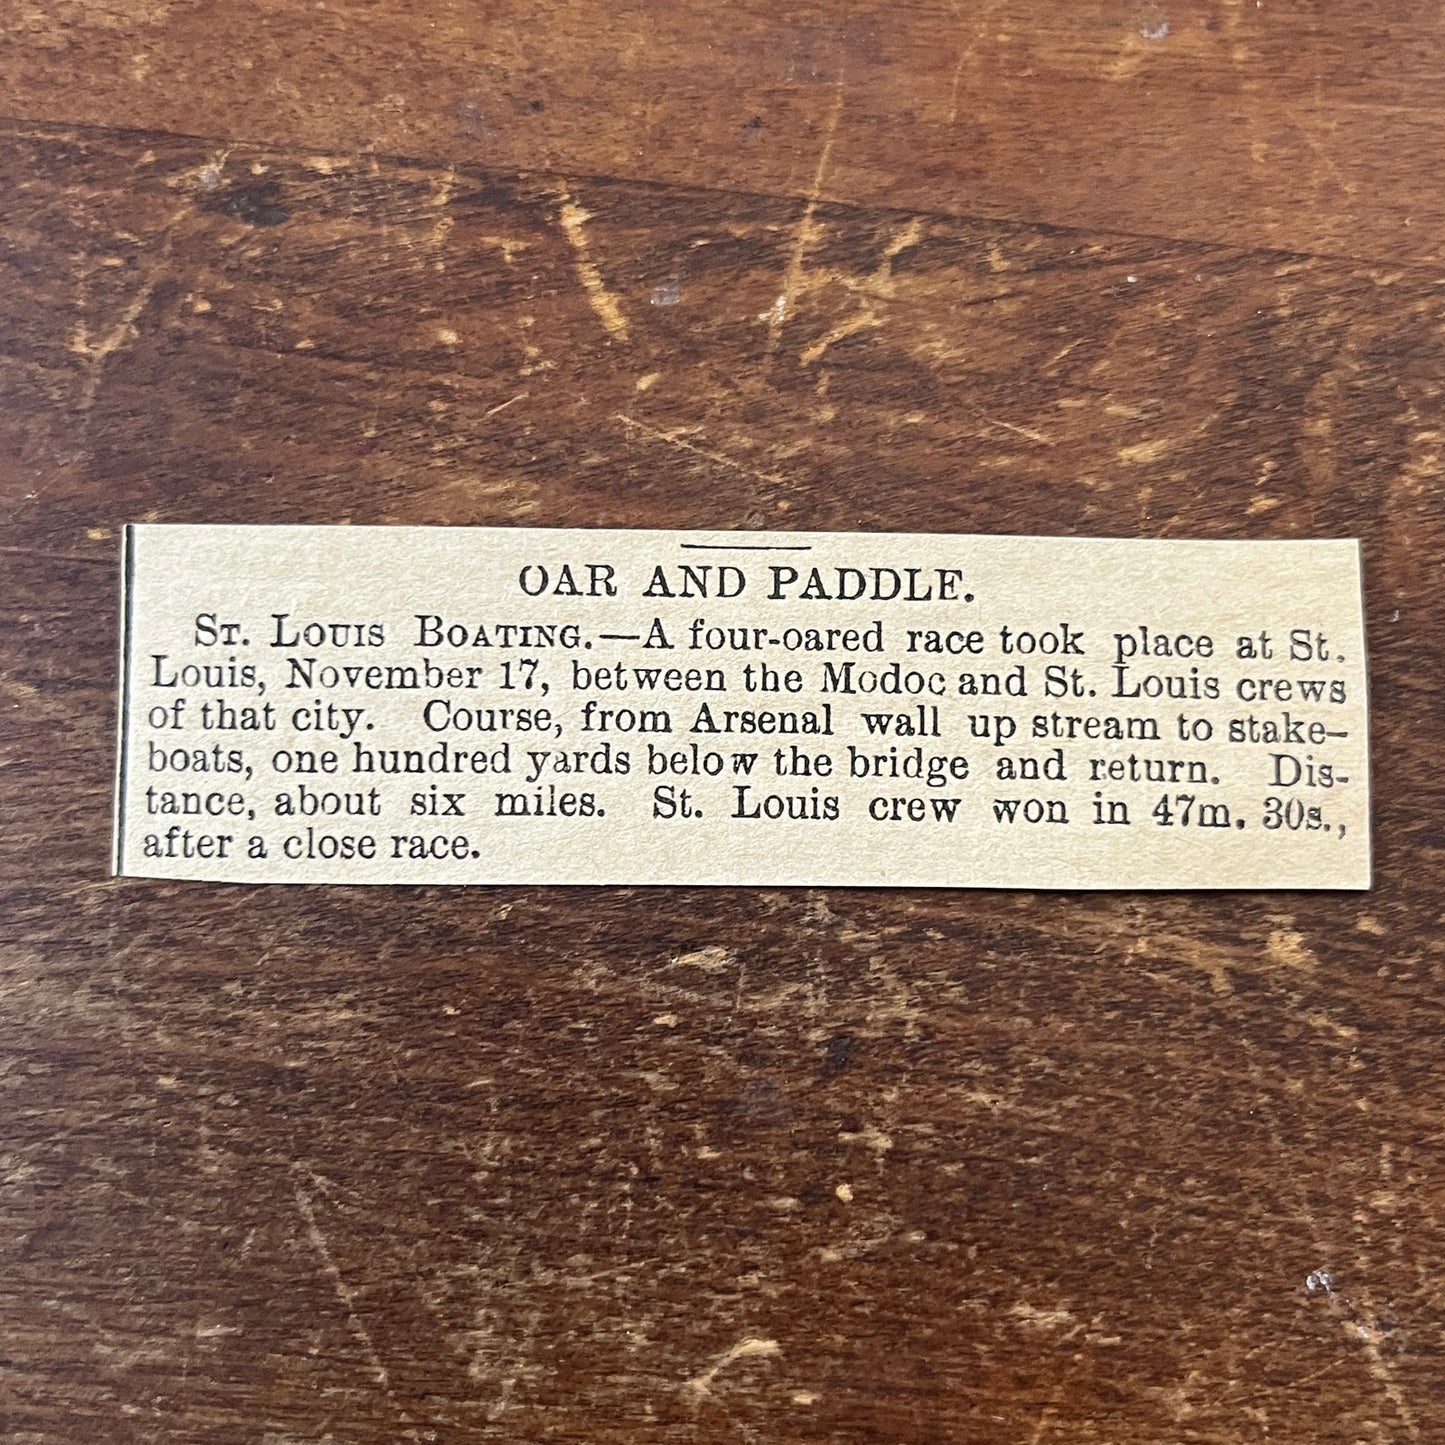 OAR AND PADDLE.
ST. LOUIS BOATING.—A four-oared race took place at St.
Louis, November 17, between the Modoc and St. Louis crews
of that city. Course, from Arsenal wall up stream to stake-
boats, one hundred yards below the bridge and return. Dis-
tance, about six miles. St. Louis crew won in 47m. 30s.,
after a close race.